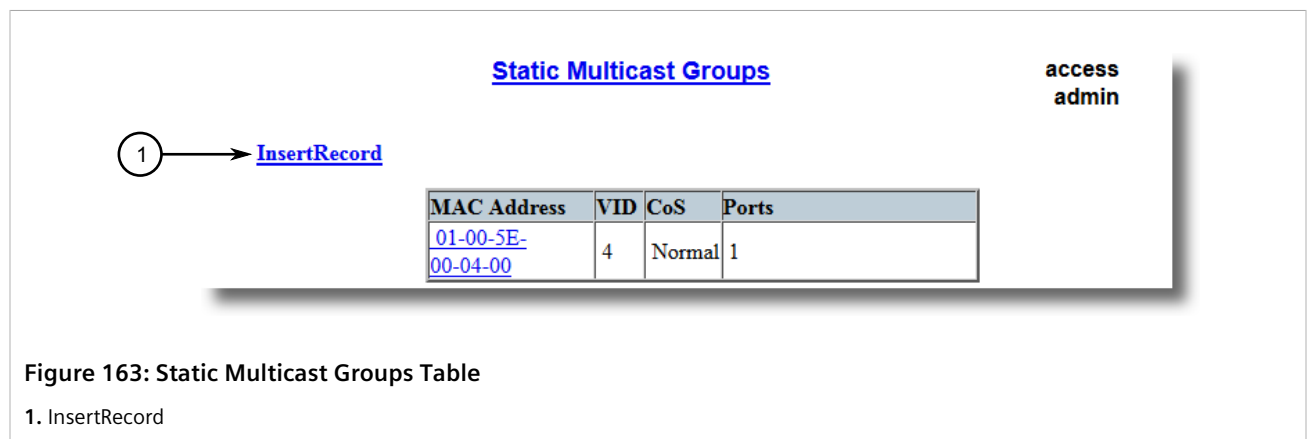 Static Multicast Groups
access
admin
1
InsertRecord
MAC Address VID CoS Ports
01-00-5E-
00-04-00 4 Normal 1
Figure 163: Static Multicast Groups Table
1. InsertRecord